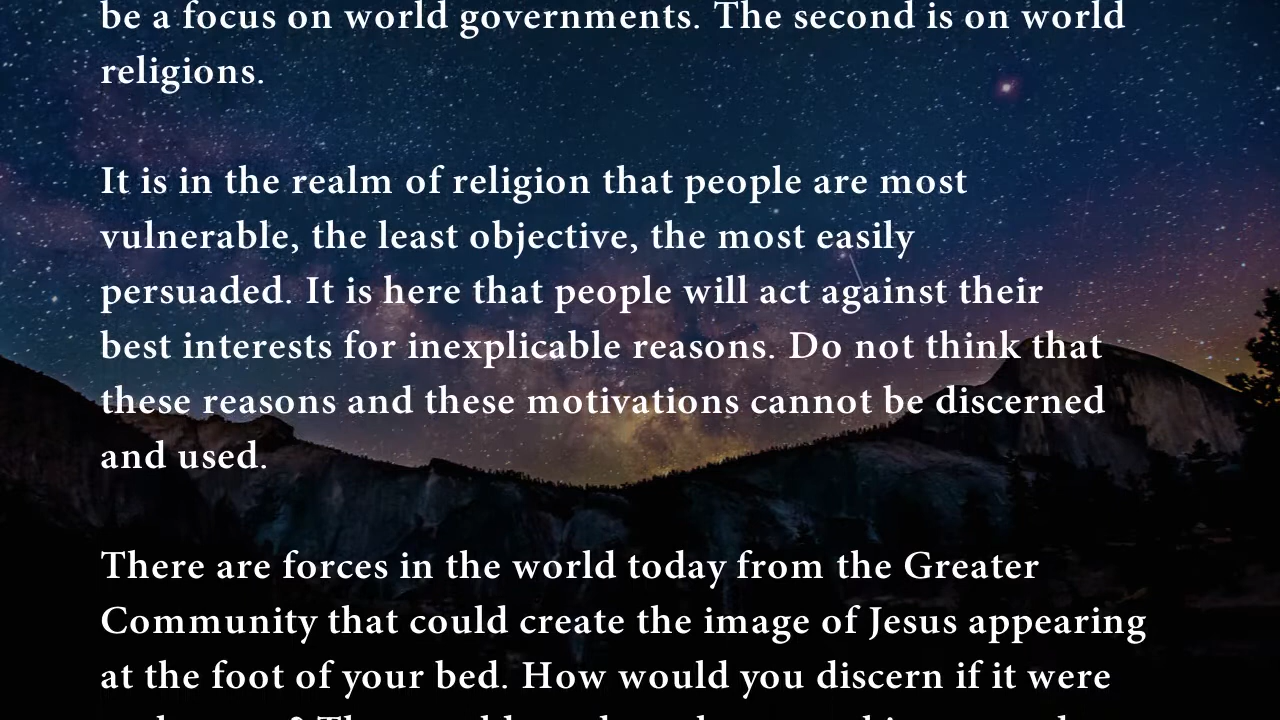 be a focus on world governments. The second is on world
religions.
It is in the realm of religion that people are most
vulnerable, the least objective, the most easily
persuaded. It is here that people will act against their
best interests for inexplicable reasons. Do not think that
these reasons and these motivations cannot be discerned
and used.
There are forces in the world today from the Greater
Community that could create the image of Jesus appearing
at the foot of your bed. How would you discern if it were